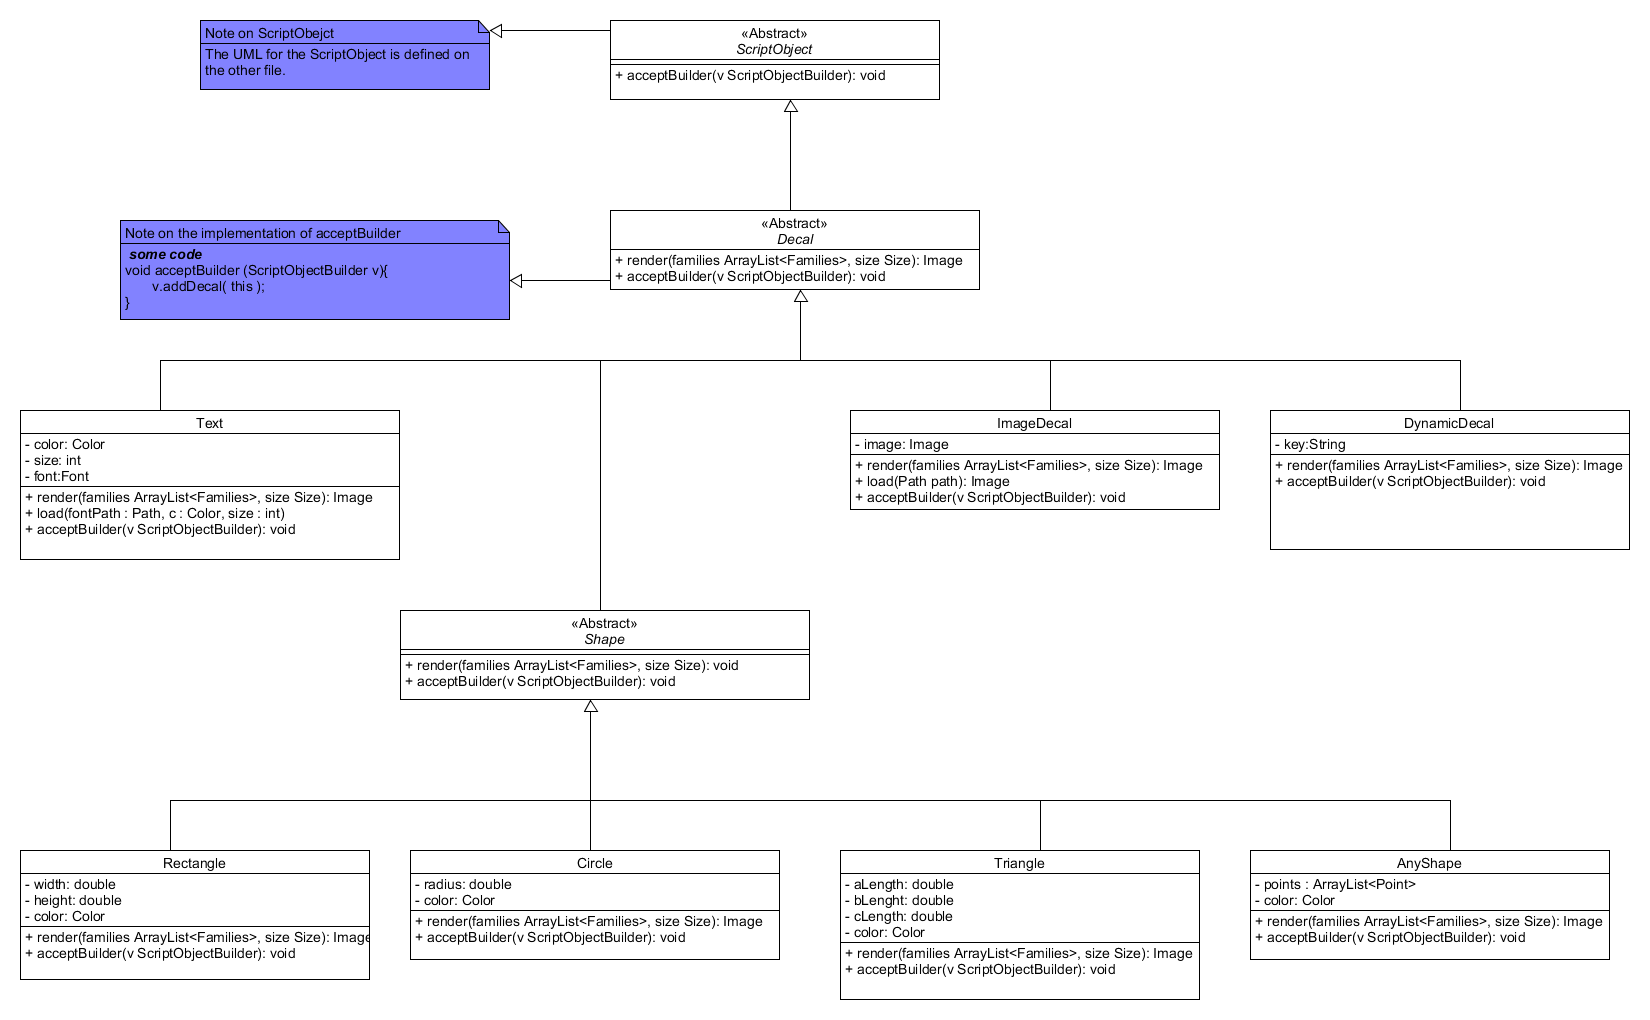 Note on ScriptObejct
The UML for the ScriptObject is defined on
the other file.
«Abstract»
ScriptObject
+ acceptBuilder(v ScriptObjectBuilder): void
Note on the implementation of acceptBuilder
some code
void acceptBuilder (ScriptObjectBuilder v){
v.addDecal( this );
}
«Abstract»
Decal
+ render(families ArrayList<Families>, size Size): Image
+ acceptBuilder(v ScriptObjectBuilder): void
Text
- color: Color
- size: int
- font:Font
+ render(families ArrayList<Families>, size Size): Image
+ load(fontPath : Path, c : Color, size : int)
+ acceptBuilder(v ScriptObjectBuilder): void
ImageDecal
- image: Image
+ render(families ArrayList<Families>, size Size): Image
+ load(Path path): Image
+ acceptBuilder(v ScriptObjectBuilder): void
DynamicDecal
- key:String
+ render(families ArrayList<Families>, size Size): Image
+ acceptBuilder(v ScriptObjectBuilder): void
«Abstract»
Shape
+ render(families ArrayList<Families>, size Size): void
+ acceptBuilder(v ScriptObjectBuilder): void
Rectangle
- width: double
- height: double
- color: Color
+ render(families ArrayList<Families>, size Size): Image
+ acceptBuilder(v ScriptObjectBuilder): void
Circle
- radius: double
- color: Color
+ render(families ArrayList<Families>, size Size): Image
+ acceptBuilder(v ScriptObjectBuilder): void
Triangle
- aLength: double
- bLenght: double
- cLength: double
- color: Color
+ render(families ArrayList<Families>, size Size): Image
+ acceptBuilder(v ScriptObjectBuilder): void
AnyShape
- points : ArrayList<Point>
- color: Color
+ render(families ArrayList<Families>, size Size): Image
+ acceptBuilder(v ScriptObjectBuilder): void